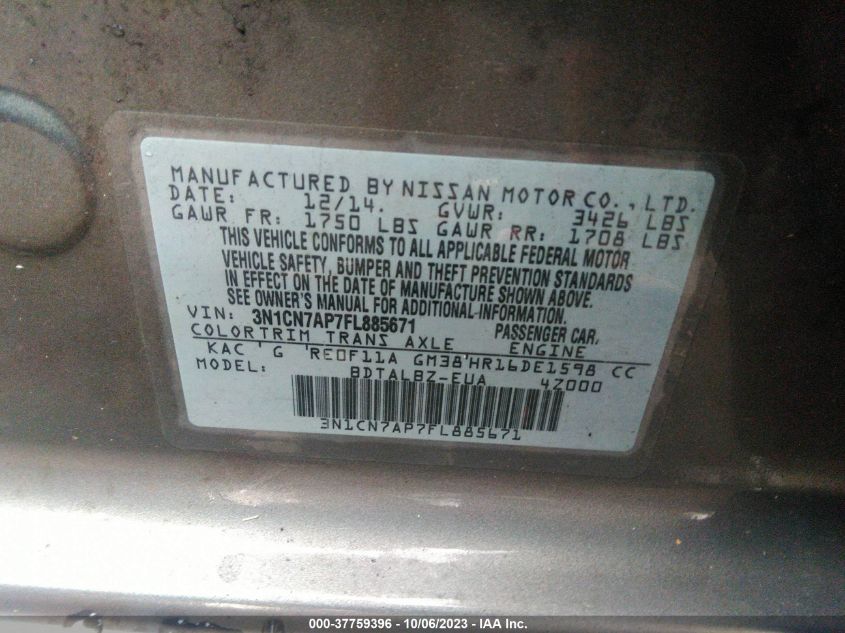 MANUFACTURED BY NISSAN MOTOR CO., LTD.
DATE: 12/14. GVWR: 3426 LBS
GAWR FR: 1750 LBS GAWR RR: 1708 LBS
THIS VEHICLE CONFORMS TO ALL APPLICABLE FEDERAL MOTOR
VEHICLE SAFETY, BUMPER AND THEFT PREVENTION STANDARDS
IN EFFECT ON THE DATE OF MANUFACTURE SHOWN ABOVE.
SEE OWNER'S MANUAL FOR ADDITIONAL INFORMATION.
VIN: 3N1CN7AP7FL885671 PASSENGER CAR,
COLOR TRIM TRANS AXLE ENGINE
KAC ' G 'RE0F11A GM38'HR16DE1598 CC
MODEL: BDTALBZ-EUA 4Z000
3N1CN7AP7FL885671
000-37759396 - 10/06/2023 - IAA Inc.